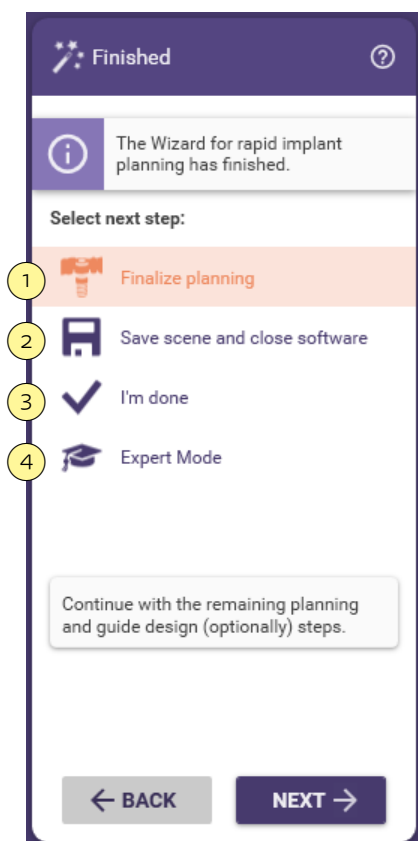 Finished
The Wizard for rapid implant
planning has finished.
Select next step:
1 Finalize planning
2 Save scene and close software
3 I'm done
4 Expert Mode
Continue with the remaining planning
and guide design (optionally) steps.
BACK NEXT